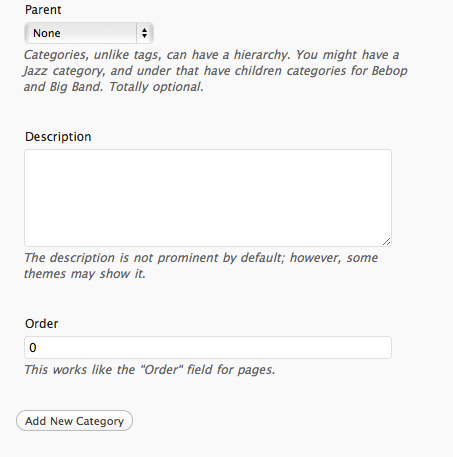 Parent
None
Categories, unlike tags, can have a hierarchy. You might have a
Jazz category, and under that have children categories for Bebop
and Big Band. Totally optional.
Description
The description is not prominent by default; however, some
themes may show it.
Order
0
This works like the "Order" field for pages.
Add New Category